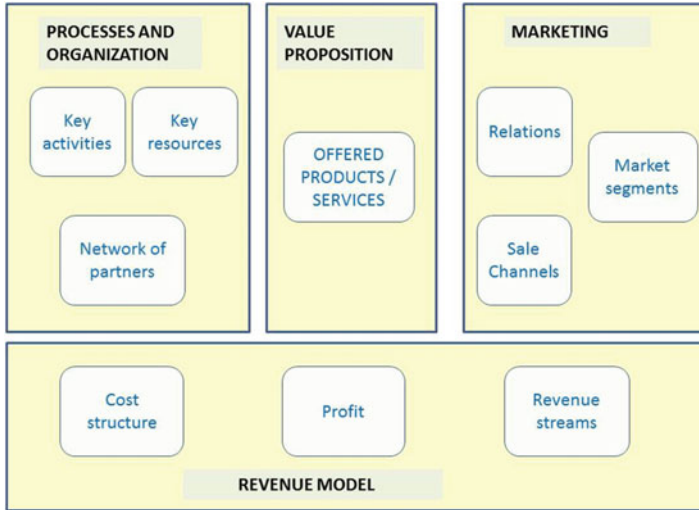 PROCESSES AND
ORGANIZATION
Key
activities
Key
resources
Network of
partners
VALUE
PROPOSITION
OFFERED
PRODUCTS /
SERVICES
MARKETING
Relations
Market
segments
Sale
Channels
Cost
structure
Profit
Revenue
streams
REVENUE MODEL